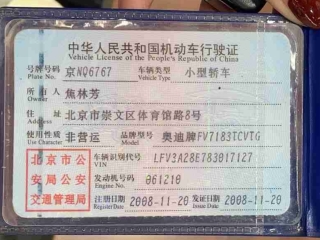 中华人民共和国机动车行驶证
Vehicle License of the People's Republic of China
号牌号码 京NQ6767 车辆类型 小型轿车
Plate No. Vehicle Type
所有人 焦林芳
Owner
住址 北京市崇文区体育馆路8号
Address
使用性质 非营运 品牌型号 奥迪牌FV7183TCVTG
Use Character Model
北京市公 车辆识别代号 LFV3A28E783017127
VIN
安局公安 发动机号码 061210
Engine No.
交通管理局 注册日期 2008-11-20 发证日期 2008-11-20
Register Date Issue Date